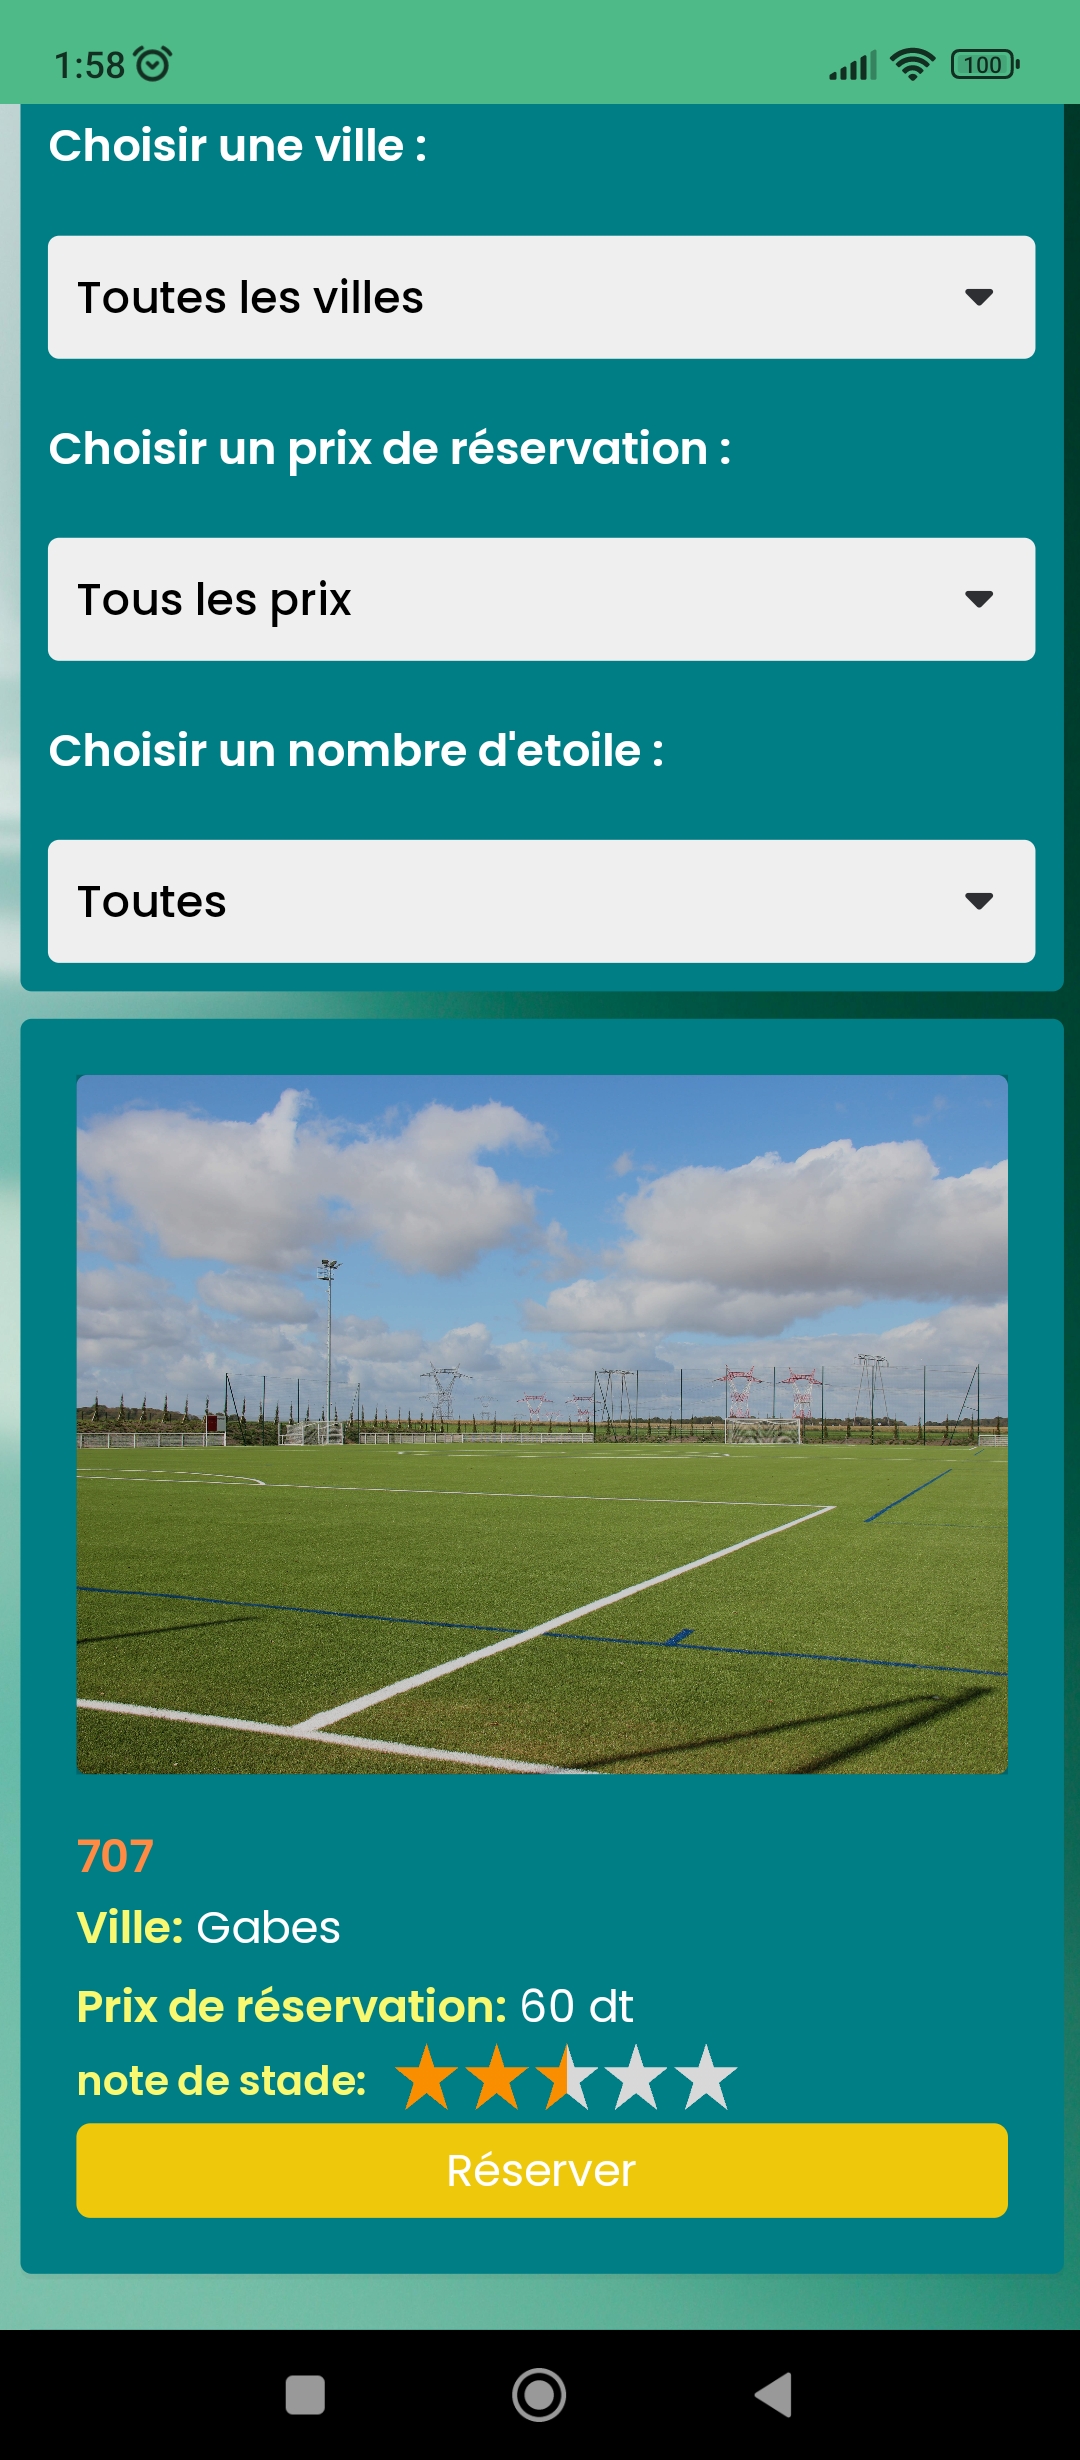 1:58
100
Choisir une ville :
Toutes les villes
Choisir un prix de réservation :
Tous les prix
Choisir un nombre d'etoile :
Toutes
707
Ville: Gabes
Prix de réservation: 60 dt
note de stade:
Réserver